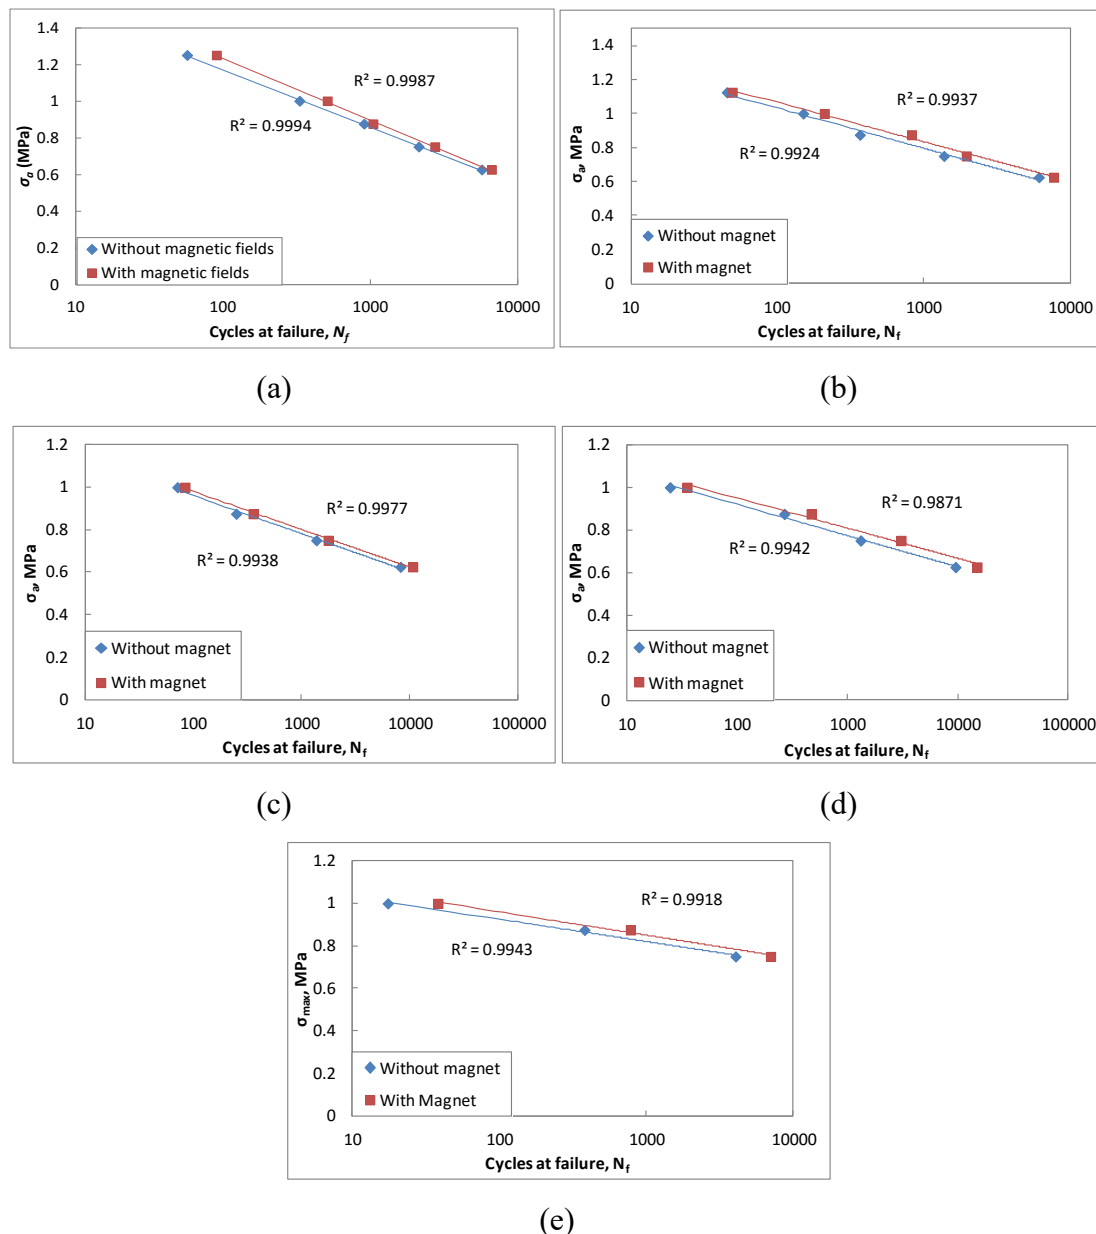 1.4
1.2
1
0.8
0.6
0.4
0.2
0
σa (MPa)
R² = 0.9987
R² = 0.9994
Without magnetic fields
With magnetic fields
10 100 1000 10000
Cycles at failure, Nf
(a)
1.4
1.2
1
0.8
0.6
0.4
0.2
0
σa, MPa
R² = 0.9937
R² = 0.9924
Without magnet
With magnet
10 100 1000 10000
Cycles at failure, Nf
(b)
1.2
1
0.8
0.6
0.4
0.2
0
σa, MPa
R² = 0.9977
R² = 0.9938
Without magnet
With magnet
10 100 1000 10000 100000
Cycles at failure, Nf
(c)
1.2
1
0.8
0.6
0.4
0.2
0
σa, MPa
R² = 0.9871
R² = 0.9942
Without magnet
With magnet
10 100 1000 10000 100000
Cycles at failure, Nf
(d)
1.2
1
0.8
0.6
0.4
0.2
0
σmax, MPa
R² = 0.9918
R² = 0.9943
Without magnet
With Magnet
10 100 1000 10000
Cycles at failure, Nf
(e)